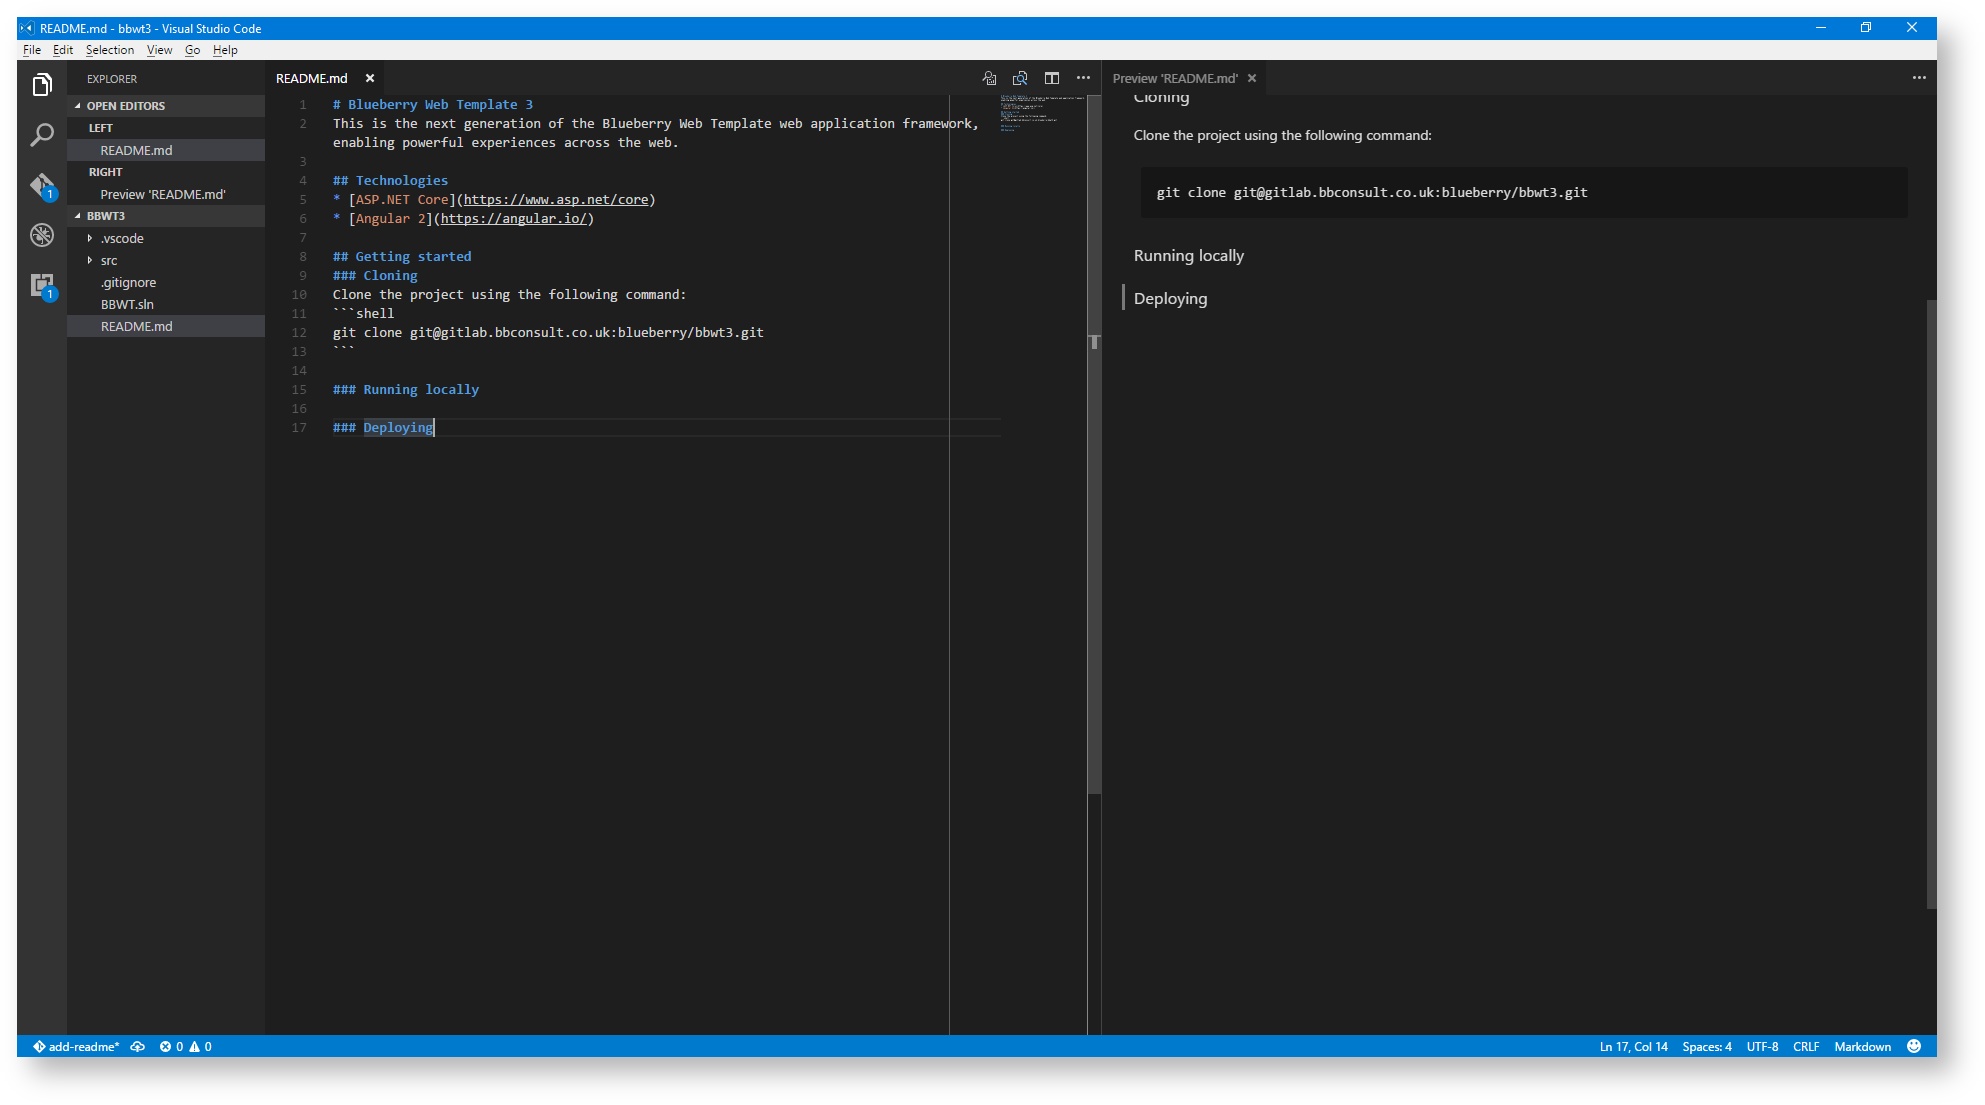 README.md - bbwt3 - Visual Studio Code
File Edit Selection View Go Help
EXPLORER
OPEN EDITORS
LEFT
README.md
RIGHT
Preview 'README.md'
BBWT3
.vscode
src
.gitignore
BBWT.sln
README.md
1
1
README.md
1 # Blueberry Web Template 3
2 This is the next generation of the Blueberry Web Template web application framework,
enabling powerful experiences across the web.
3
4 ## Technologies
5 * [ASP.NET Core](https://www.asp.net/core)
6 * [Angular 2](https://angular.io/)
7
8 ## Getting started
9 ### Cloning
10 Clone the project using the following command:
11 ```shell
12 git clone git@gitlab.bbconsult.co.uk:blueberry/bbwt3.git
13 ```
14
15 ### Running locally
16
17 ### Deploying
Preview 'README.md'
Cloning
Clone the project using the following command:
git clone git@gitlab.bbconsult.co.uk:blueberry/bbwt3.git
Running locally
Deploying
add-readme* 0 0
Ln 17, Col 14 Spaces: 4 UTF-8 CRLF Markdown